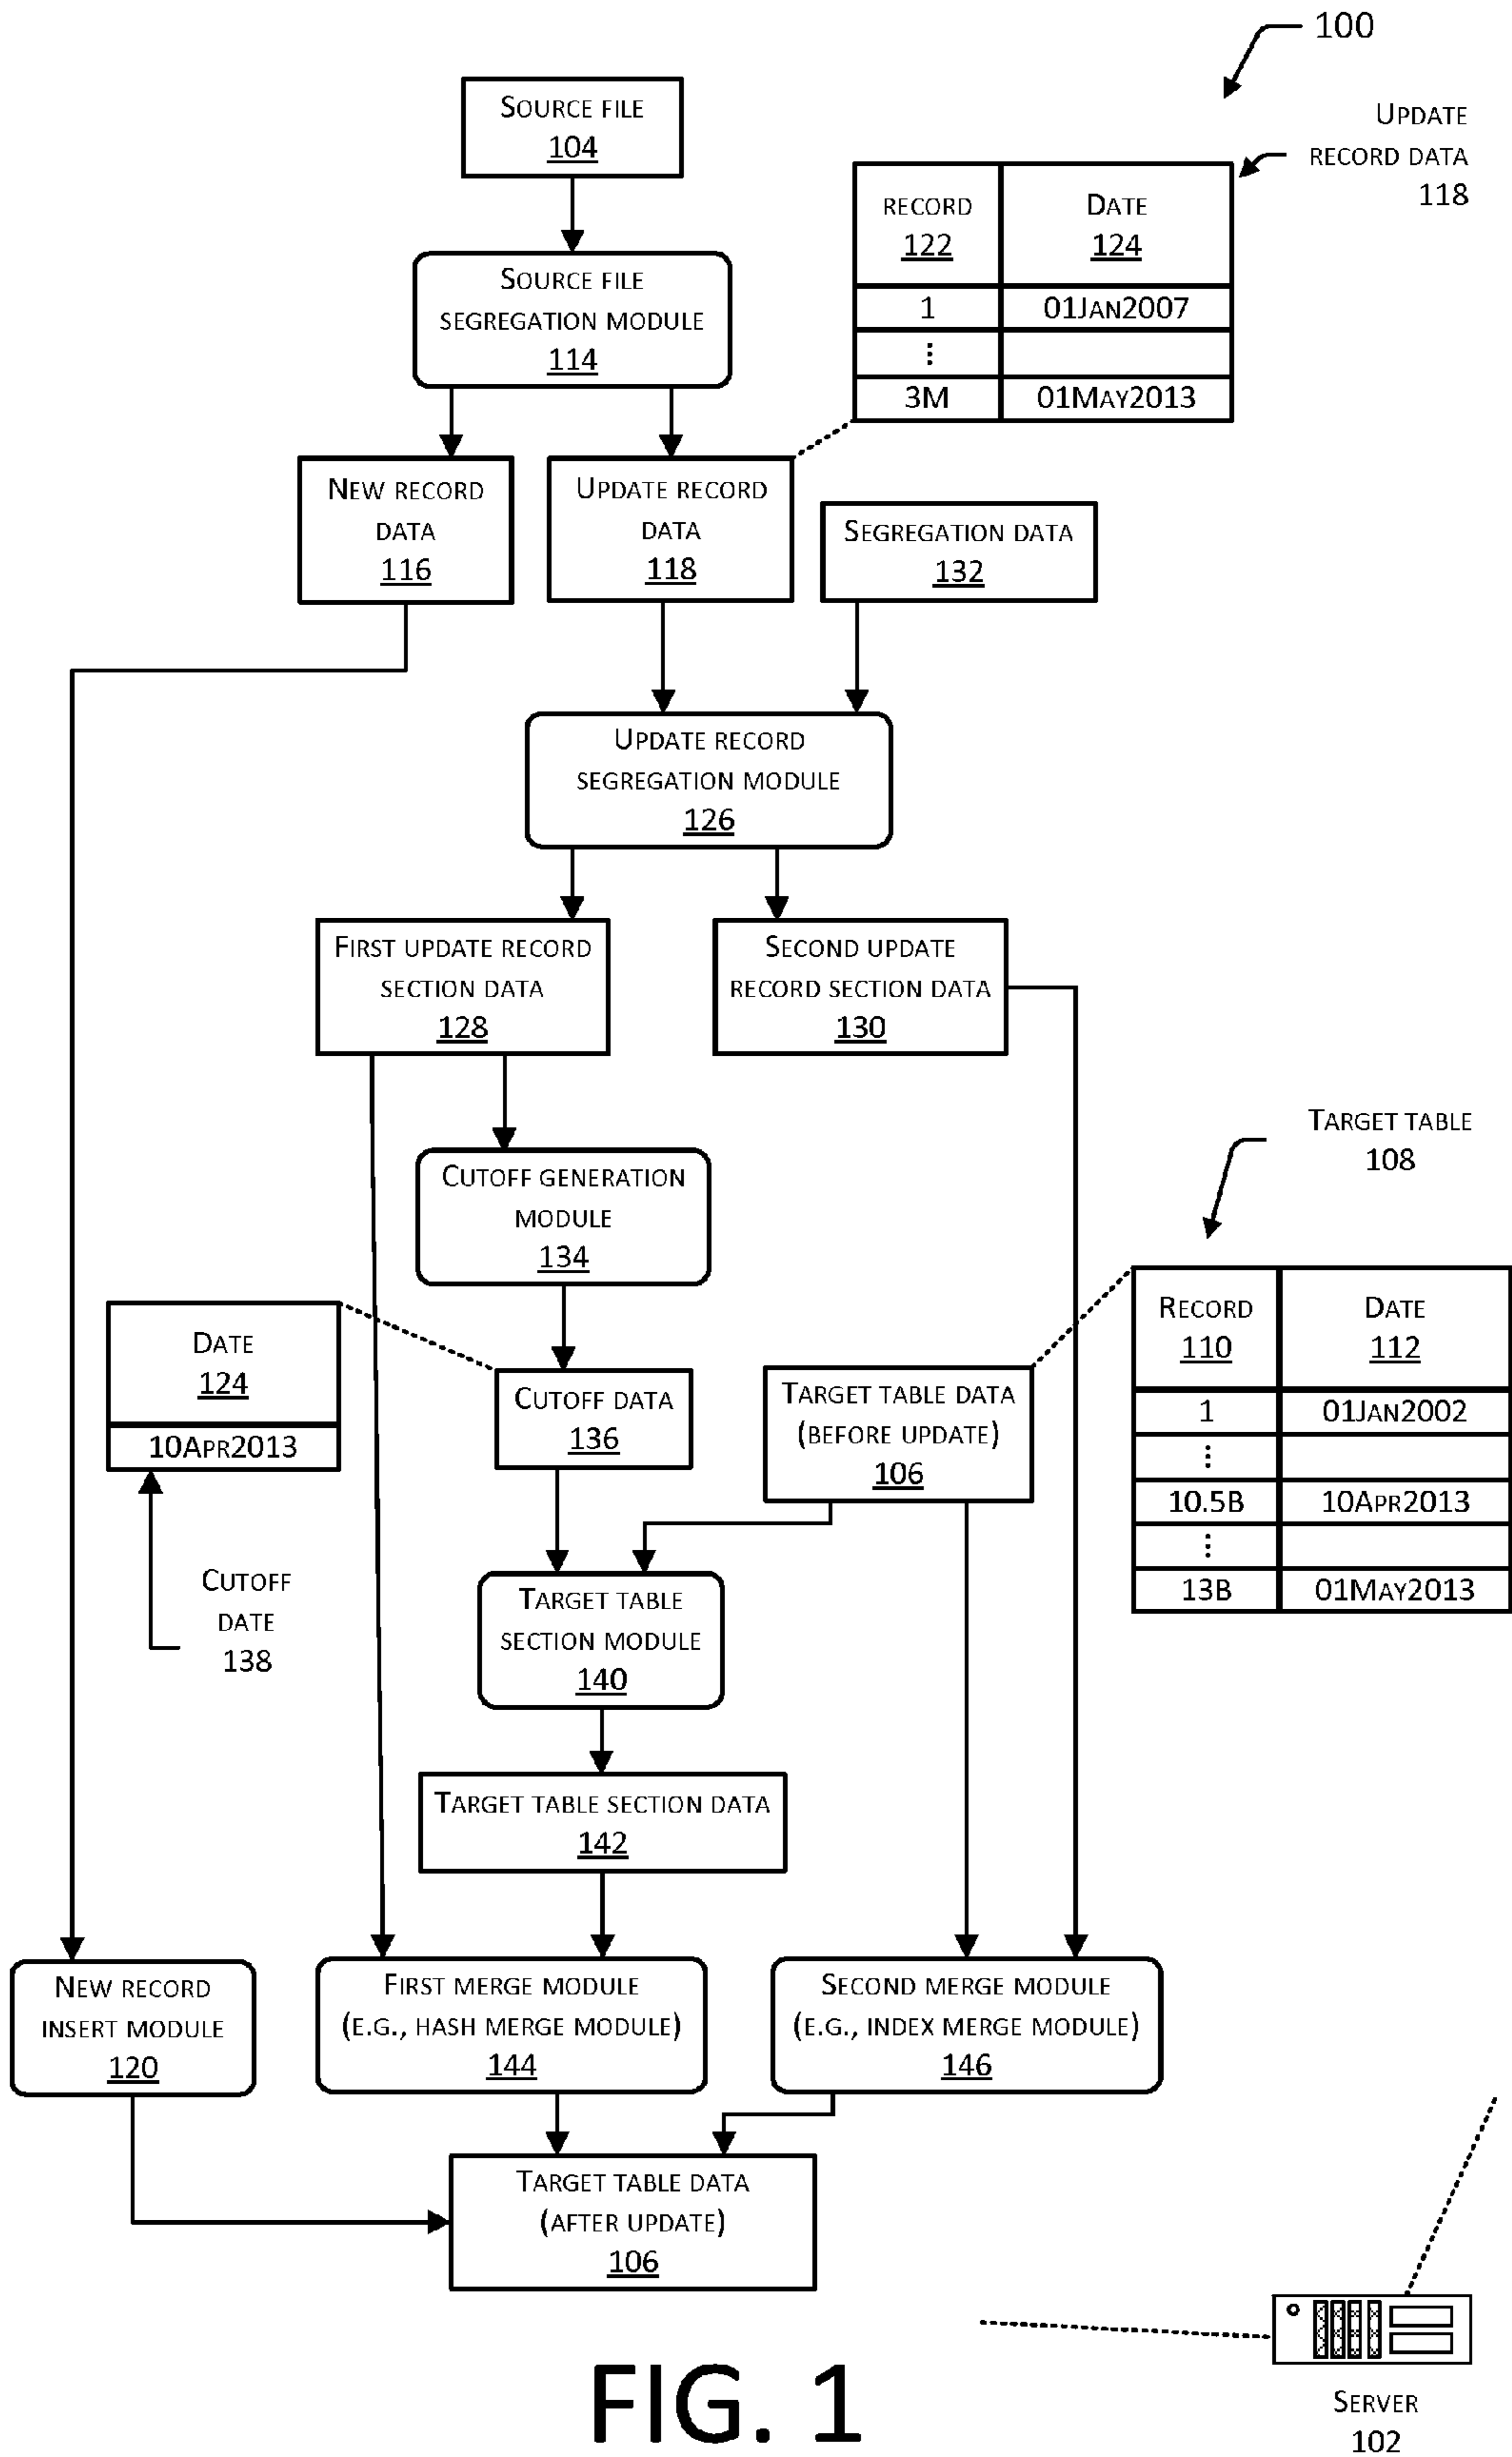 100
SOURCE FILE
104
UPDATE
RECORD DATA
118
RECORD
122
DATE
124
1
01JAN2007
⋮
3M
01MAY2013
SOURCE FILE
SEGREGATION MODULE
114
NEW RECORD
DATA
116
UPDATE RECORD
DATA
118
SEGREGATION DATA
132
UPDATE RECORD
SEGREGATION MODULE
126
FIRST UPDATE RECORD
SECTION DATA
128
SECOND UPDATE
RECORD SECTION DATA
130
CUTOFF GENERATION
MODULE
134
TARGET TABLE
108
DATE
124
10APR2013
CUTOFF
DATE
138
CUTOFF DATA
136
TARGET TABLE DATA
(BEFORE UPDATE)
106
RECORD
110
DATE
112
1
01JAN2002
⋮
10.5B
10APR2013
⋮
13B
01MAY2013
TARGET TABLE
SECTION MODULE
140
TARGET TABLE SECTION DATA
142
NEW RECORD
INSERT MODULE
120
FIRST MERGE MODULE
(E.G., HASH MERGE MODULE)
144
SECOND MERGE MODULE
(E.G., INDEX MERGE MODULE)
146
TARGET TABLE DATA
(AFTER UPDATE)
106
SERVER
102
FIG. 1